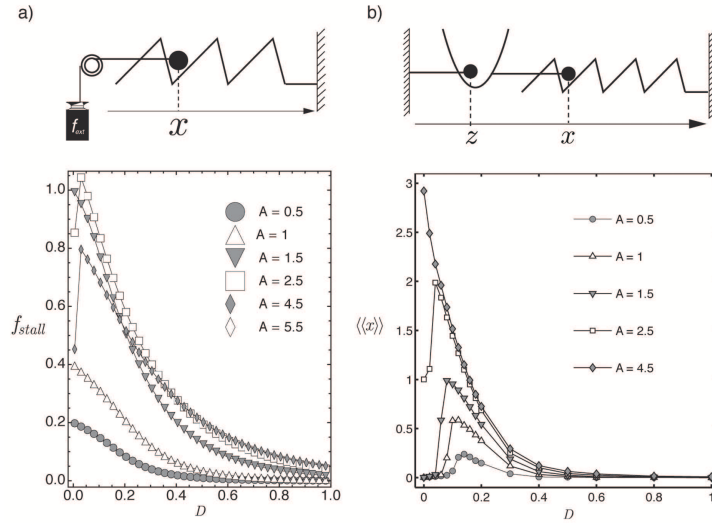 a)
f_ext
x
b)
z
x
f_stall
1.0
0.8
0.6
0.4
0.2
0.0
A = 0.5
A = 1
A = 1.5
A = 2.5
A = 4.5
A = 5.5
0.0 0.2 0.4 0.6 0.8 1.0
D
⟨⟨x⟩⟩
3
2.5
2
1.5
1
0.5
0
A = 0.5
A = 1
A = 1.5
A = 2.5
A = 4.5
0 0.2 0.4 0.6 0.8 1
D